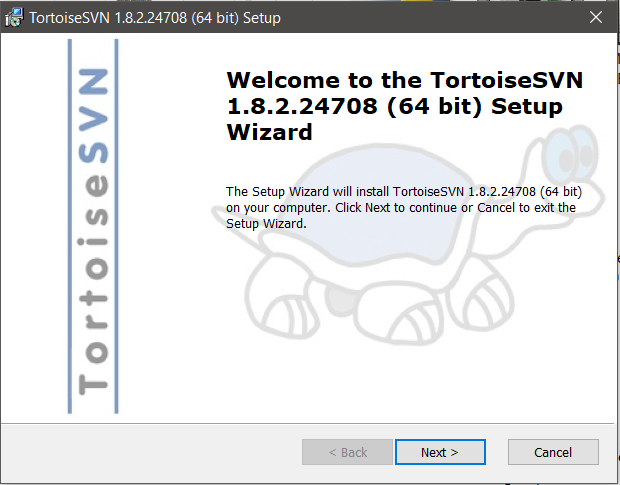 TortoiseSVN 1.8.2.24708 (64 bit) Setup
TortoiseSVN
Welcome to the TortoiseSVN
1.8.2.24708 (64 bit) Setup
Wizard
The Setup Wizard will install TortoiseSVN 1.8.2.24708 (64 bit)
on your computer. Click Next to continue or Cancel to exit the
Setup Wizard.
< Back
Next >
Cancel